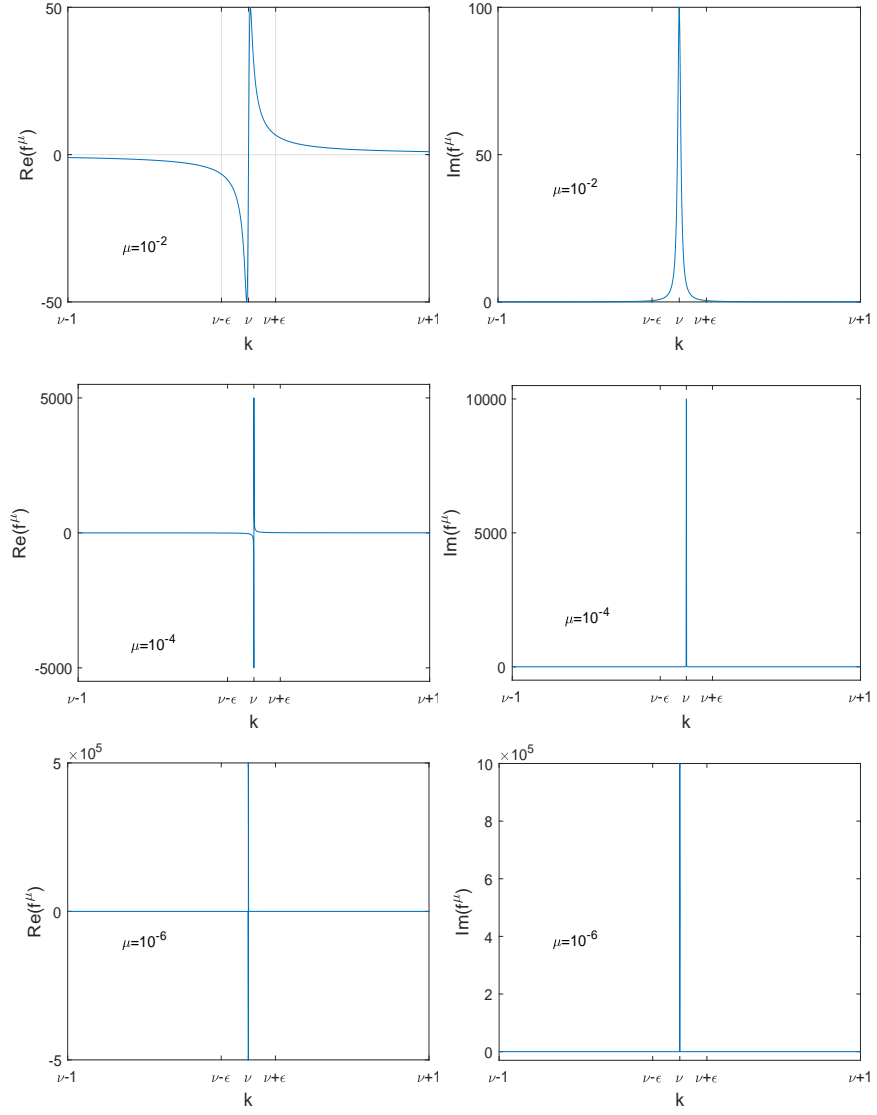 50
0
-50
Re(f^μ)
μ=10^-2
ν-1
ν-ϵ
ν
ν+ϵ
ν+1
k
100
50
0
Im(f^μ)
μ=10^-2
ν-1
ν-ϵ
ν
ν+ϵ
ν+1
k
5000
0
-5000
Re(f^μ)
μ=10^-4
ν-1
ν-ϵ
ν
ν+ϵ
ν+1
k
10000
5000
0
Im(f^μ)
μ=10^-4
ν-1
ν-ϵ
ν
ν+ϵ
ν+1
k
×10^5
5
0
-5
Re(f^μ)
μ=10^-6
ν-1
ν-ϵ
ν
ν+ϵ
ν+1
k
×10^5
10
8
6
4
2
0
Im(f^μ)
μ=10^-6
ν-1
ν-ϵ
ν
ν+ϵ
ν+1
k